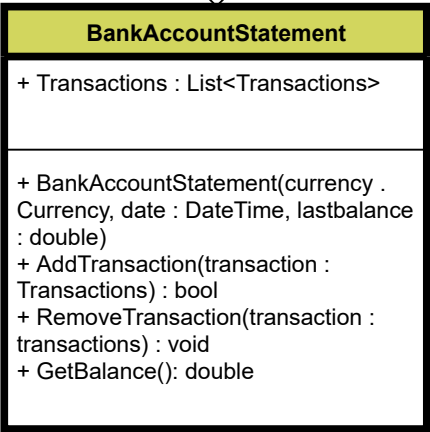 BankAccountStatement
+ Transactions : List<Transactions>
+ BankAccountStatement(currency .
Currency, date : DateTime, lastbalance
: double)
+ AddTransaction(transaction :
Transactions) : bool
+ RemoveTransaction(transaction :
transactions) : void
+ GetBalance(): double